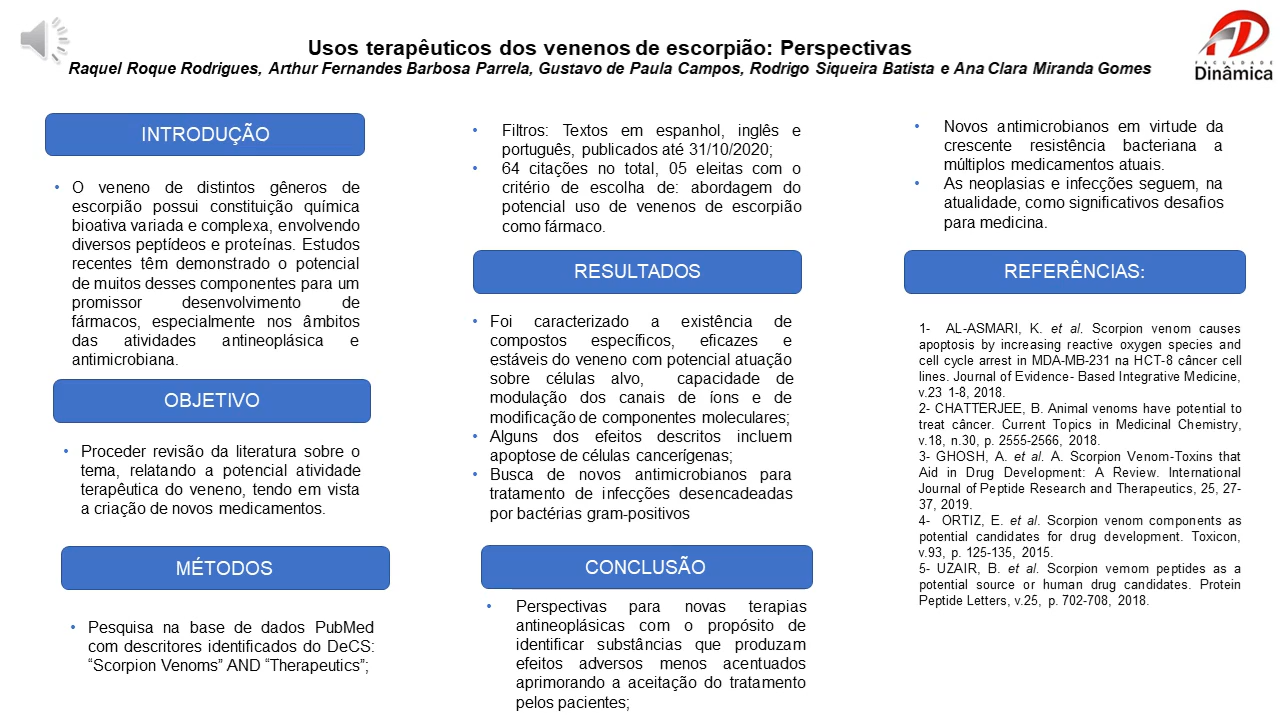 Usos terapêuticos dos venenos de escorpião: Perspectivas
Raquel Roque Rodrigues, Arthur Fernandes Barbosa Parrela, Gustavo de Paula Campos, Rodrigo Siqueira Batista e Ana Clara Miranda Gomes
FACULDADE
Dinâmica
INTRODUÇÃO
• O veneno de distintos gêneros de
escorpião possui constituição química
bioativa variada e complexa, envolvendo
diversos peptídeos e proteínas. Estudos
recentes têm demonstrado o potencial
de muitos desses componentes para um
promissor desenvolvimento de
fármacos, especialmente nos âmbitos
das atividades antineoplásica e
antimicrobiana.
OBJETIVO
• Proceder revisão da literatura sobre o
tema, relatando a potencial atividade
terapêutica do veneno, tendo em vista
a criação de novos medicamentos.
MÉTODOS
• Pesquisa na base de dados PubMed
com descritores identificados do DeCS:
“Scorpion Venoms” AND “Therapeutics”;
• Filtros: Textos em espanhol, inglês e
português, publicados até 31/10/2020;
• 64 citações no total, 05 eleitas com o
critério de escolha de: abordagem do
potencial uso de venenos de escorpião
como fármaco.
RESULTADOS
• Foi caracterizado a existência de
compostos específicos, eficazes e
estáveis do veneno com potencial atuação
sobre células alvo, capacidade de
modulação dos canais de íons e de
modificação de componentes moleculares;
• Alguns dos efeitos descritos incluem
apoptose de células cancerígenas;
• Busca de novos antimicrobianos para
tratamento de infecções desencadeadas
por bactérias gram-positivos
CONCLUSÃO
• Perspectivas para novas terapias
antineoplásicas com o propósito de
identificar substâncias que produzam
efeitos adversos menos acentuados
aprimorando a aceitação do tratamento
pelos pacientes;
• Novos antimicrobianos em virtude da
crescente resistência bacteriana a
múltiplos medicamentos atuais.
• As neoplasias e infecções seguem, na
atualidade, como significativos desafios
para medicina.
REFERÊNCIAS:
1- AL-ASMARI, K. et al. Scorpion venom causes
apoptosis by increasing reactive oxygen species and
cell cycle arrest in MDA-MB-231 na HCT-8 câncer cell
lines. Journal of Evidence- Based Integrative Medicine,
v.23 1-8, 2018.
2- CHATTERJEE, B. Animal venoms have potential to
treat câncer. Current Topics in Medicinal Chemistry,
v.18, n.30, p. 2555-2566, 2018.
3- GHOSH, A. et al. A. Scorpion Venom-Toxins that
Aid in Drug Development: A Review. International
Journal of Peptide Research and Therapeutics, 25, 27-
37, 2019.
4- ORTIZ, E. et al. Scorpion venom components as
potential candidates for drug development. Toxicon,
v.93, p. 125-135, 2015.
5- UZAIR, B. et al. Scorpion vemom peptides as a
potential source or human drug candidates. Protein
Peptide Letters, v.25, p. 702-708, 2018.